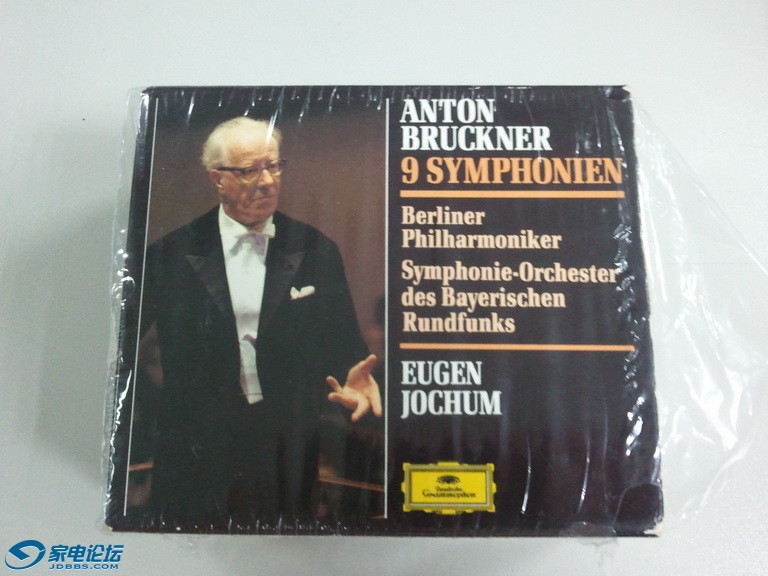 ANTON
BRUCKNER
9 SYMPHONIEN
Berliner
Philharmoniker
Symphonie-Orchester
des Bayerischen
Rundfunks
EUGEN
JOCHUM
Deutsche
Grammophon
家电论坛
JDBBS.COM